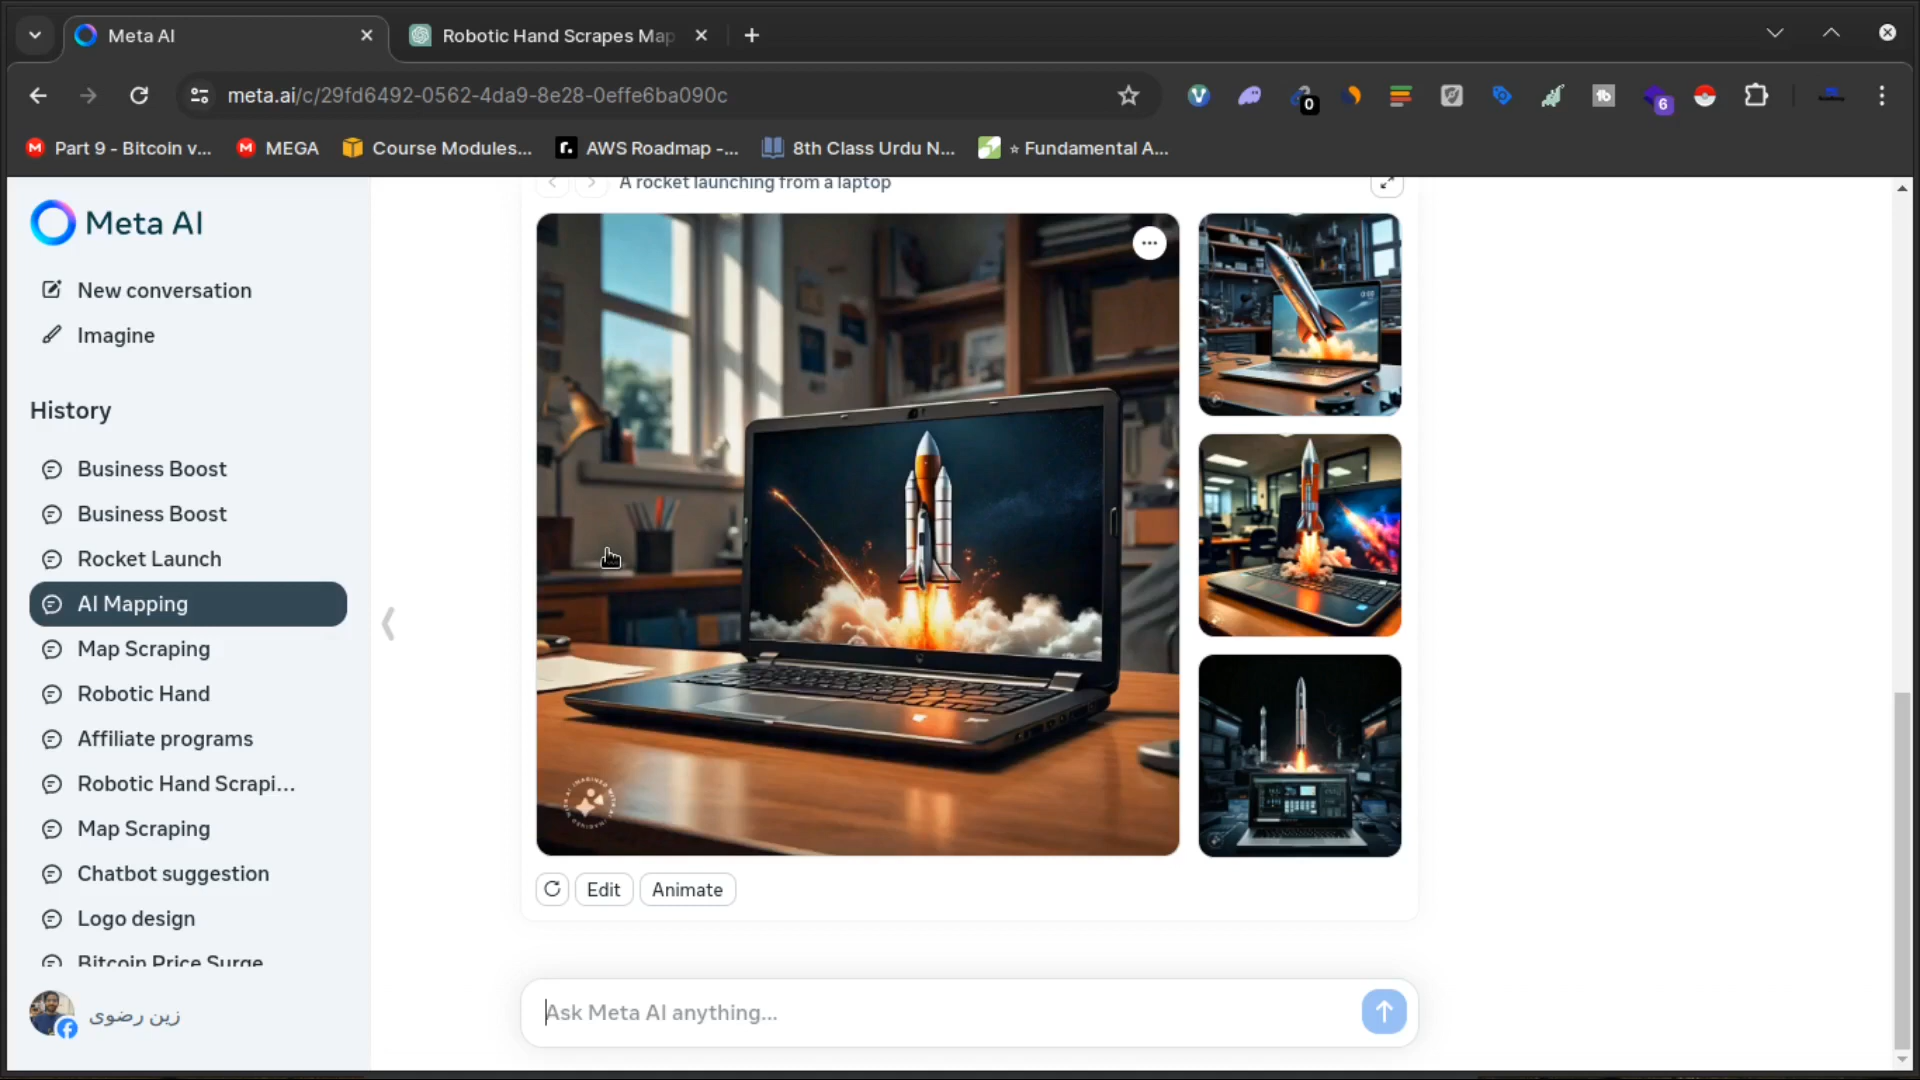 Meta AI
Robotic Hand Scrapes Map
meta.ai/c/29fd6492-0562-4da9-8e28-0effe6ba090c
0
6
Part 9 - Bitcoin v...
MEGA
Course Modules...
AWS Roadmap -...
8th Class Urdu N...
⭐ Fundamental A...
Meta AI
New conversation
Imagine
History
Business Boost
Business Boost
Rocket Launch
AI Mapping
Map Scraping
Robotic Hand
Affiliate programs
Robotic Hand Scrapi...
Map Scraping
Chatbot suggestion
Logo design
Bitcoin Price Surge
زین رضوی
A rocket launching from a laptop
Edit
Animate
Ask Meta AI anything...